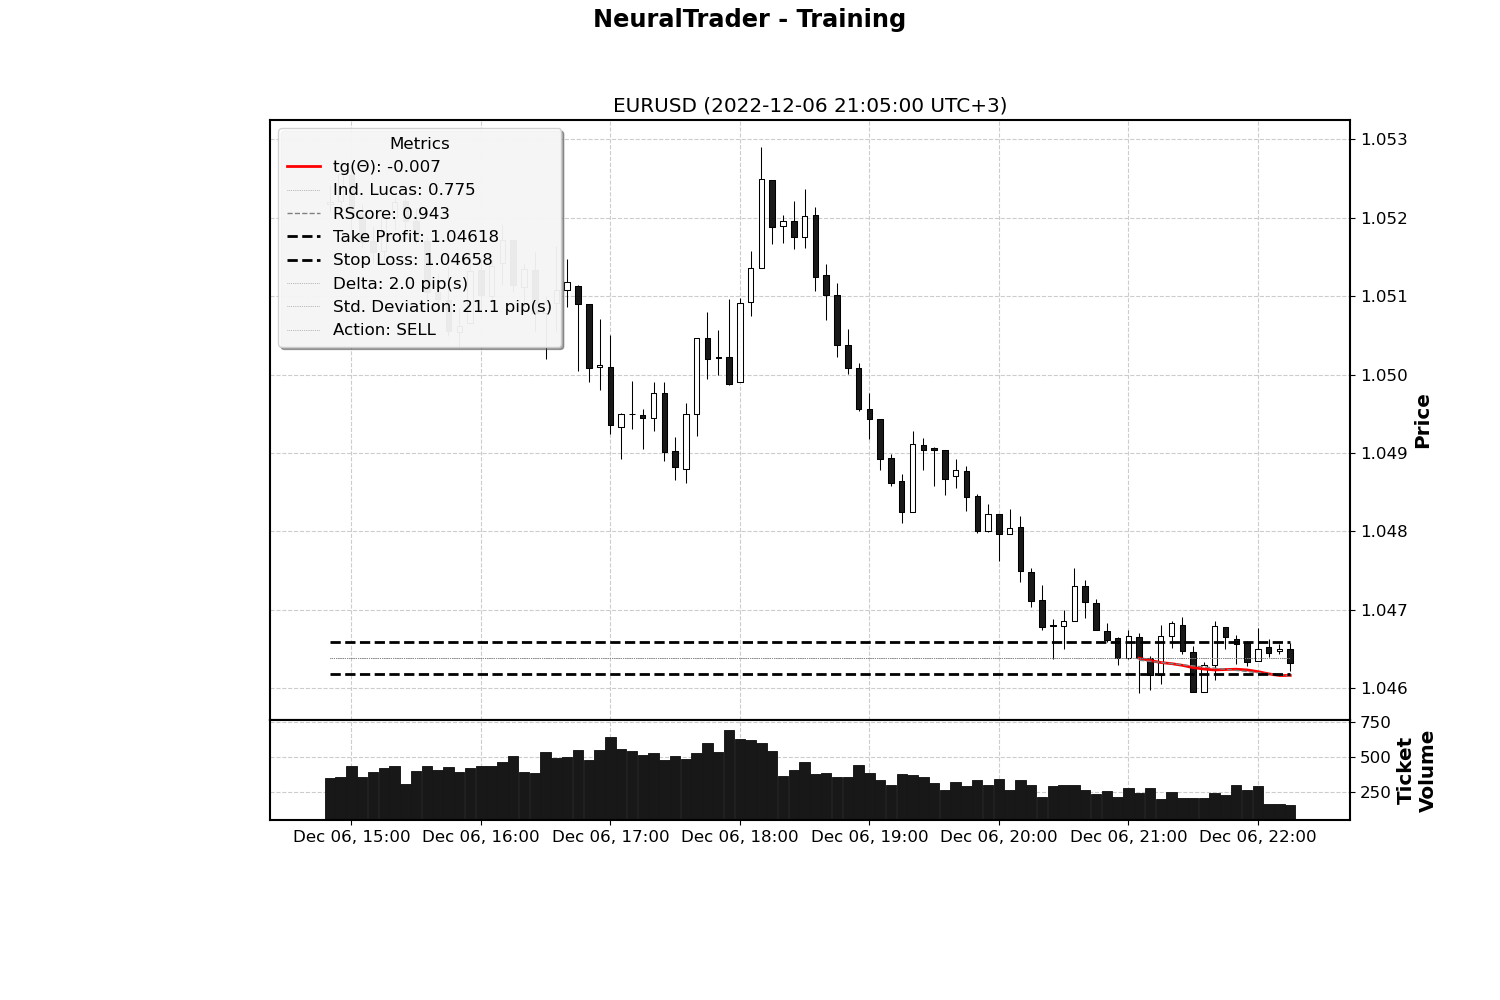 NeuralTrader - Training
EURUSD (2022-12-06 21:05:00 UTC+3)
Metrics
tg(Θ): -0.007
Ind. Lucas: 0.775
RScore: 0.943
Take Profit: 1.04618
Stop Loss: 1.04658
Delta: 2.0 pip(s)
Std. Deviation: 21.1 pip(s)
Action: SELL
1.053
1.052
1.051
1.050
1.049
1.048
1.047
1.046
Price
750
500
250
Ticket
Volume
Dec 06, 15:00 Dec 06, 16:00 Dec 06, 17:00 Dec 06, 18:00 Dec 06, 19:00 Dec 06, 20:00 Dec 06, 21:00 Dec 06, 22:00